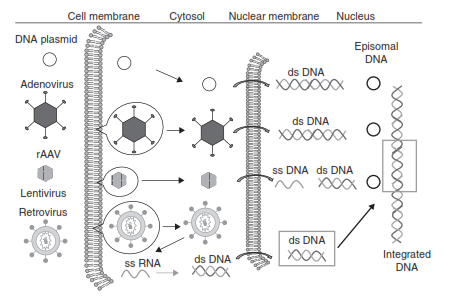 Cell membrane Cytosol Nuclear membrane Nucleus
DNA plasmid
Episomal
DNA
ds DNA
Adenovirus
ds DNA
rAAV
ss DNA ds DNA
Lentivirus
Retrovirus
ds DNA
ss RNA
ds DNA
Integrated
DNA